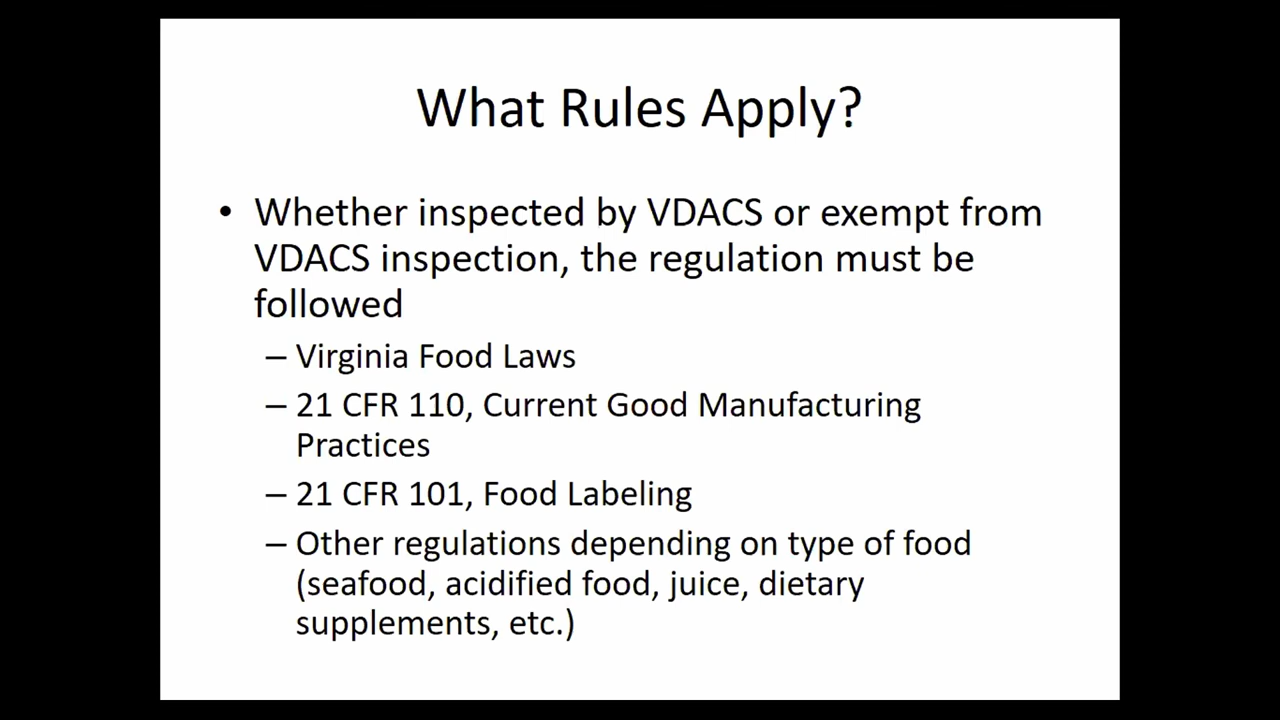 What Rules Apply?
• Whether inspected by VDACS or exempt from
VDACS inspection, the regulation must be
followed
– Virginia Food Laws
– 21 CFR 110, Current Good Manufacturing
Practices
– 21 CFR 101, Food Labeling
– Other regulations depending on type of food
(seafood, acidified food, juice, dietary
supplements, etc.)